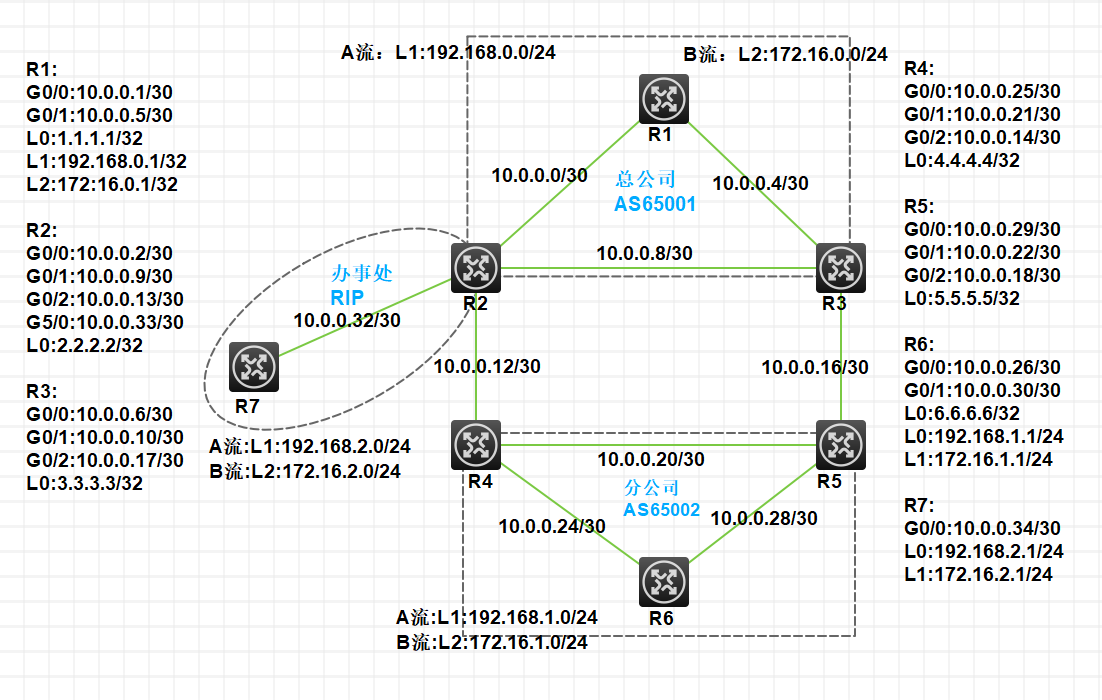 A流：L1:192.168.0.0/24
B流：L2:172.16.0.0/24
R1:
G0/0:10.0.0.1/30
G0/1:10.0.0.5/30
L0:1.1.1.1/32
L1:192.168.0.1/32
L2:172:16.0.1/32
R2:
G0/0:10.0.0.2/30
G0/1:10.0.0.9/30
G0/2:10.0.0.13/30
G5/0:10.0.0.33/30
L0:2.2.2.2/32
R3:
G0/0:10.0.0.6/30
G0/1:10.0.0.10/30
G0/2:10.0.0.17/30
L0:3.3.3.3/32
R1
10.0.0.0/30
总公司
AS65001
10.0.0.4/30
10.0.0.8/30
R2
R3
办事处
RIP
10.0.0.32/30
R7
10.0.0.12/30
10.0.0.16/30
A流:L1:192.168.2.0/24
B流:L2:172.16.2.0/24
R4
10.0.0.20/30
R5
分公司
AS65002
10.0.0.24/30
10.0.0.28/30
R6
A流:L1:192.168.1.0/24
B流:L2:172.16.1.0/24
R4:
G0/0:10.0.0.25/30
G0/1:10.0.0.21/30
G0/2:10.0.0.14/30
L0:4.4.4.4/32
R5:
G0/0:10.0.0.29/30
G0/1:10.0.0.22/30
G0/2:10.0.0.18/30
L0:5.5.5.5/32
R6:
G0/0:10.0.0.26/30
G0/1:10.0.0.30/30
L0:6.6.6.6/32
L0:192.168.1.1/24
L1:172.16.1.1/24
R7:
G0/0:10.0.0.34/30
L0:192.168.2.1/24
L1:172.16.2.1/24